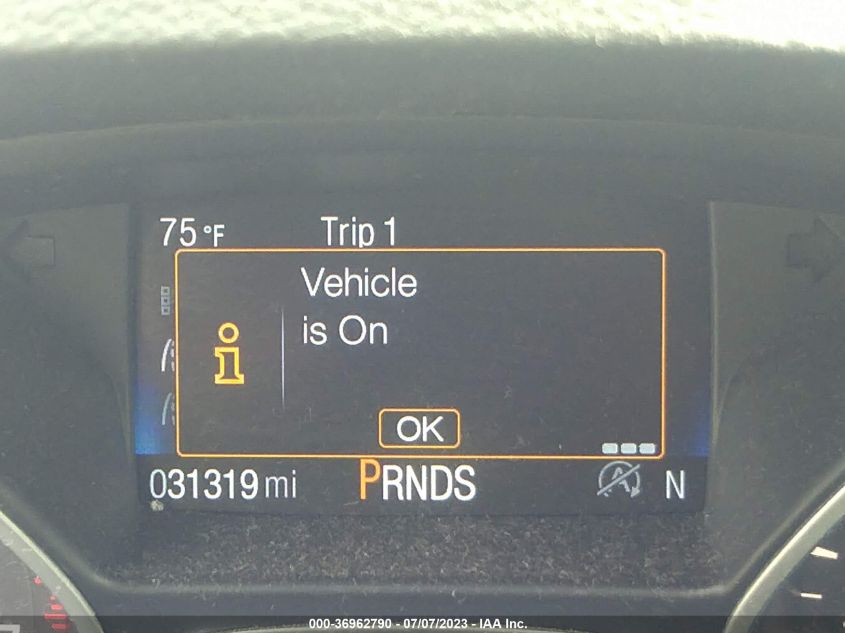 75 °F Trip 1
Vehicle
is On
OK
031319 mi PRNDS A N
000-36962790 - 07/07/2023 - IAA Inc.